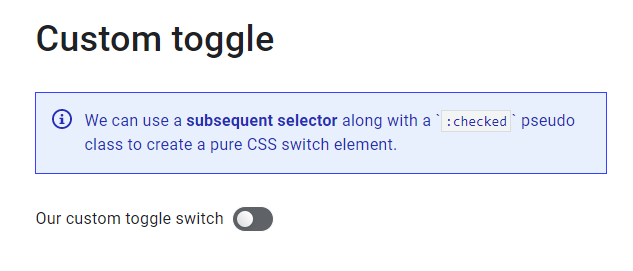 Custom toggle
We can use a subsequent selector along with a `:checked` pseudo
class to create a pure CSS switch element.
Our custom toggle switch